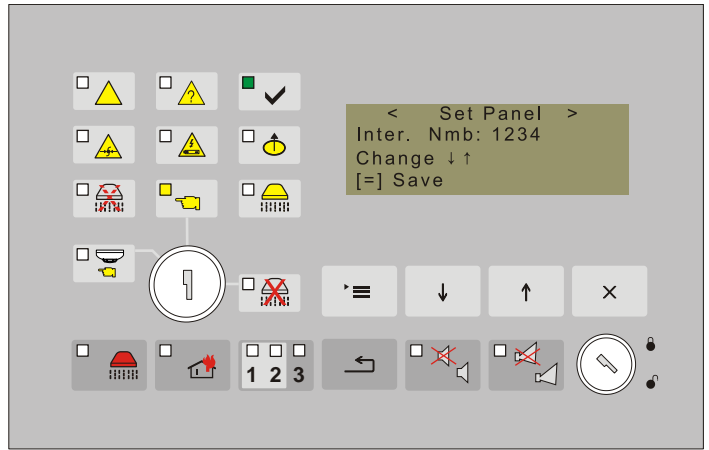 ?
< Set Panel >
Inter. Nmb: 1234
Change ↓↑
[=] Save
1 2 3